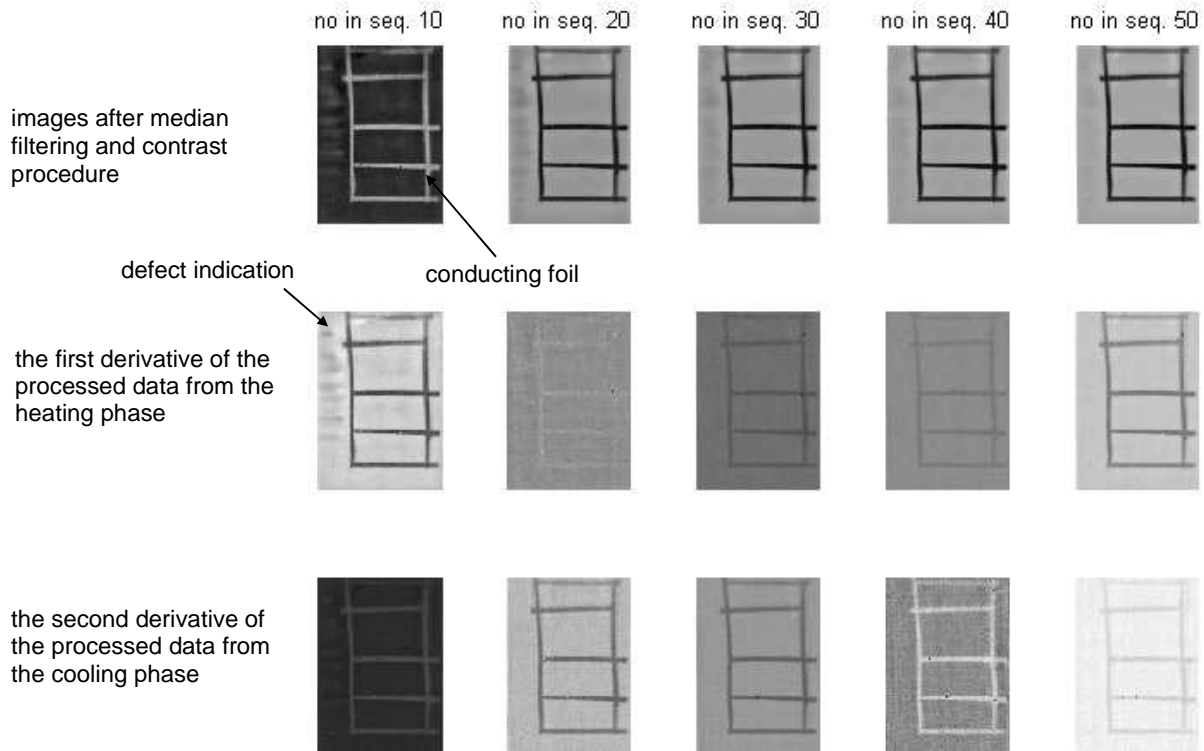 no in seq. 10
no in seq. 20
no in seq. 30
no in seq. 40
no in seq. 50
images after median
filtering and contrast
procedure
defect indication
conducting foil
the first derivative of the
processed data from the
heating phase
the second derivative of
the processed data from
the cooling phase